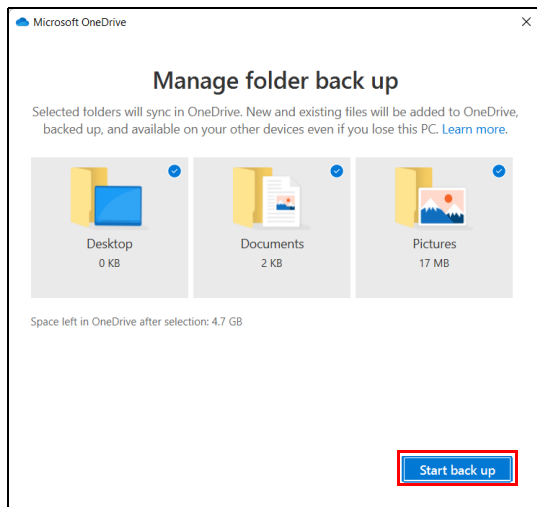 Microsoft OneDrive
Manage folder back up
Selected folders will sync in OneDrive. New and existing files will be added to OneDrive,
backed up, and available on your other devices even if you lose this PC. Learn more.
Desktop
0 KB
Documents
2 KB
Pictures
17 MB
Space left in OneDrive after selection: 4.7 GB
Start back up